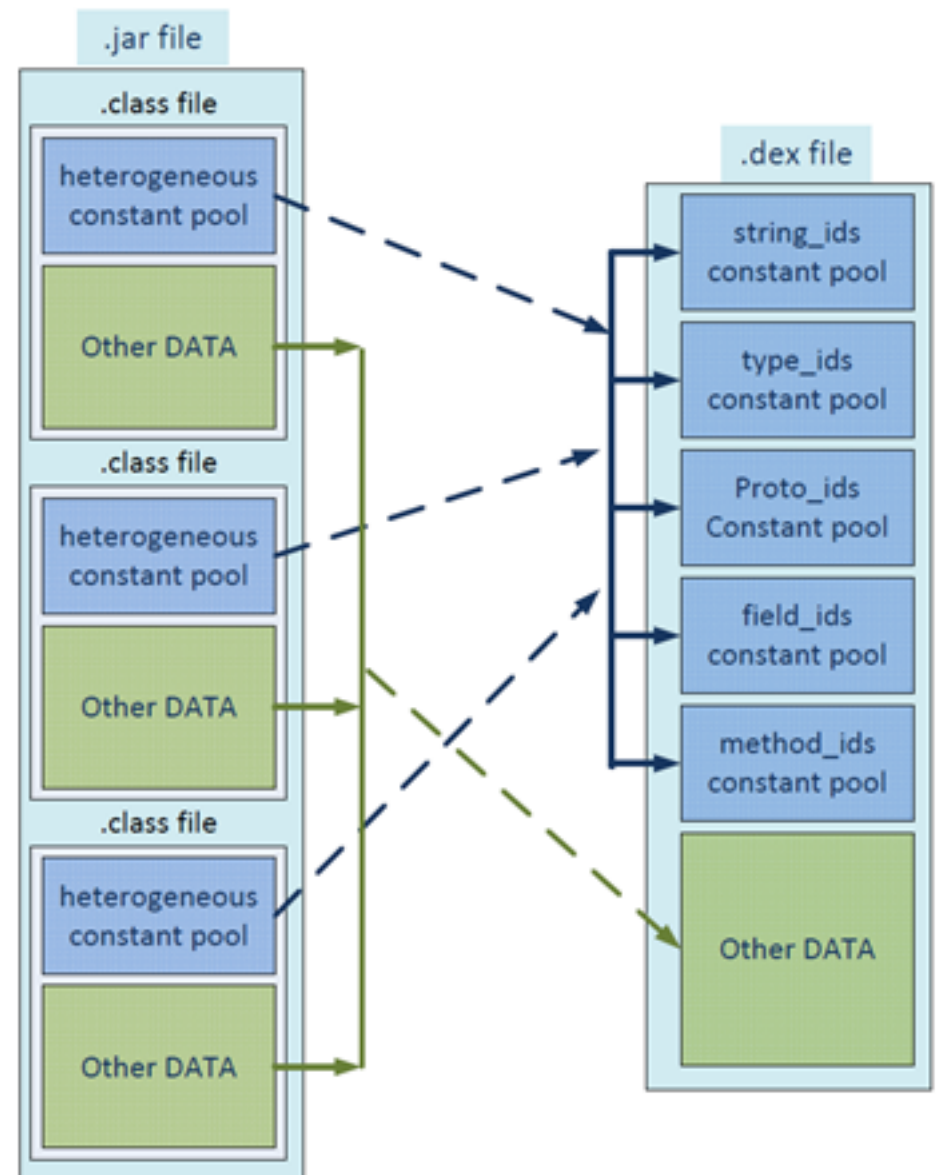 .jar file
.class file
heterogeneous
constant pool
Other DATA
.class file
heterogeneous
constant pool
Other DATA
.class file
heterogeneous
constant pool
Other DATA
.dex file
string_ids
constant pool
type_ids
constant pool
Proto_ids
Constant pool
field_ids
constant pool
method_ids
constant pool
Other DATA